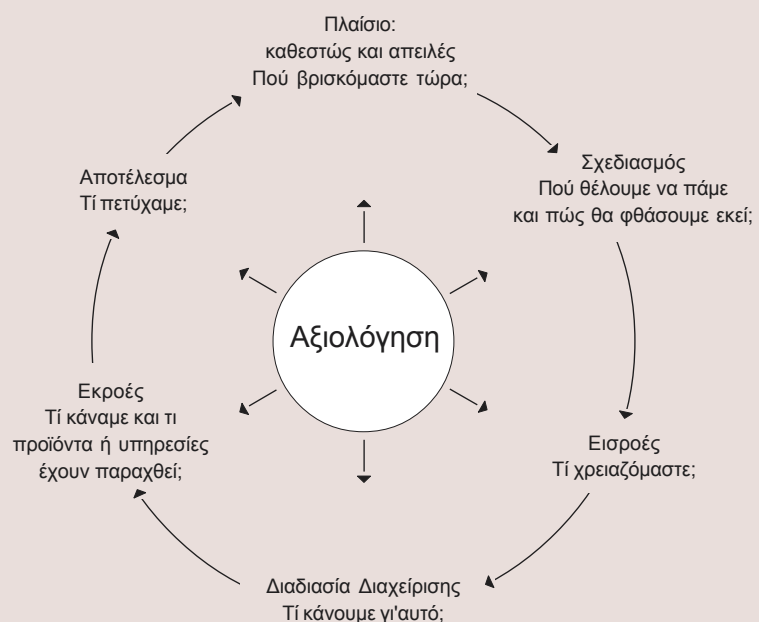 Πλαίσιο:
καθεστώς και απειλές
Πού βρισκόμαστε τώρα;
Σχεδιασμός
Πού θέλουμε να πάμε
και πώς θα φθάσουμε εκεί;
Εισροές
Τί χρειαζόμαστε;
Διαδιασία Διαχείρισης
Τί κάνουμε γι'αυτό;
Εκροές
Τί κάναμε και τι
προϊόντα ή υπηρεσίες
έχουν παραχθεί;
Αποτέλεσμα
Τί πετύχαμε;
Αξιολόγηση